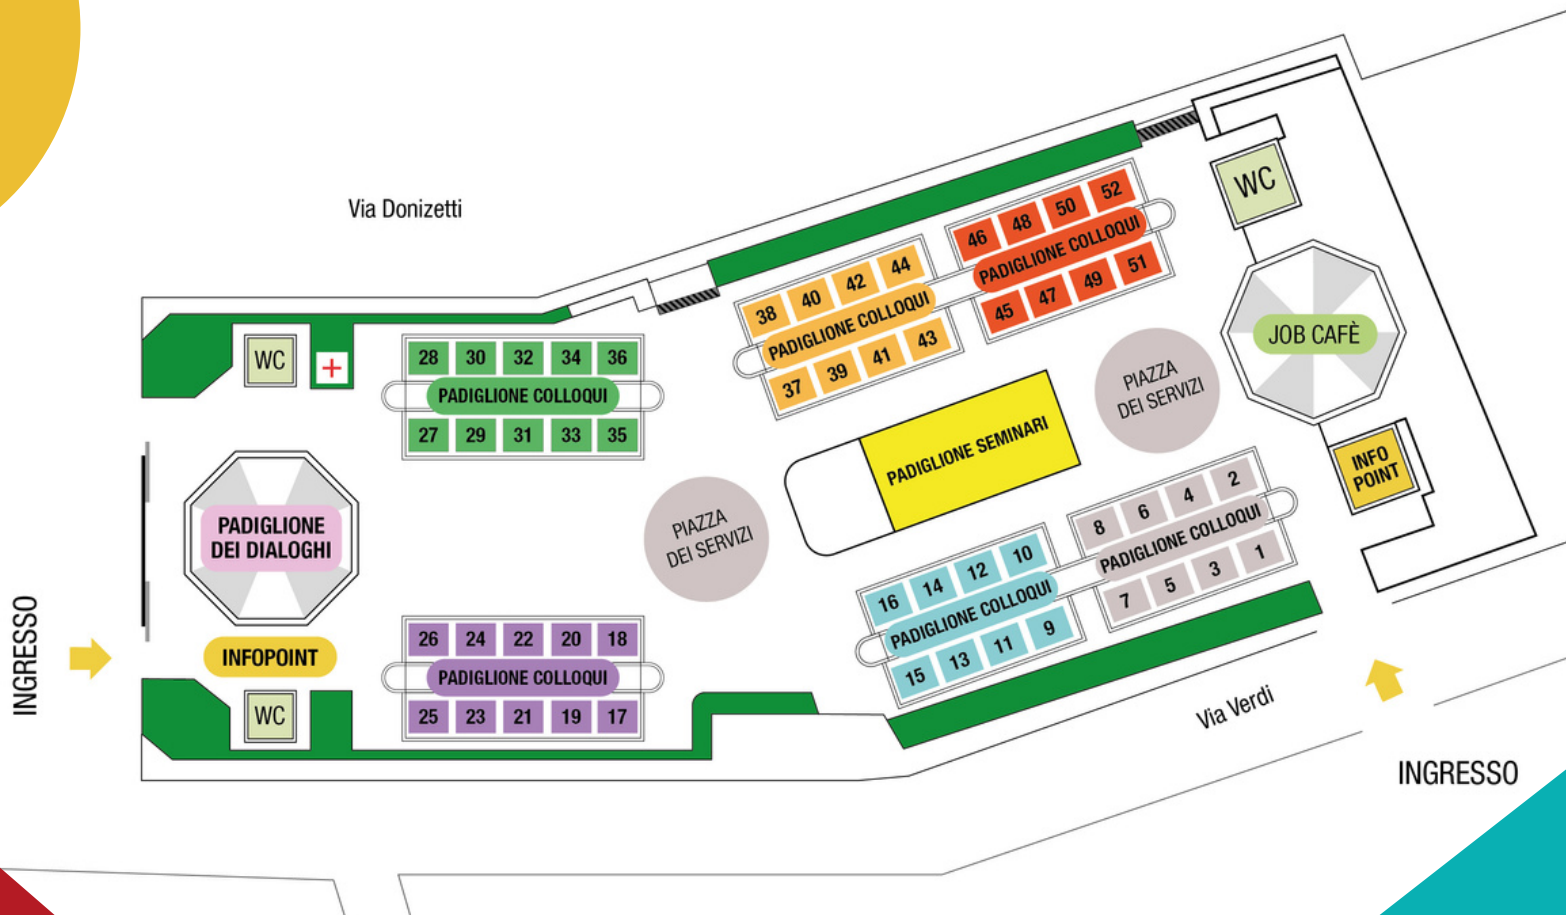 Via Donizetti
WC
28 30 32 34 36
PADIGLIONE COLLOQUI
27 29 31 33 35
38 40 42 44
PADIGLIONE COLLOQUI
37 39 41 43
46 48 50 52
PADIGLIONE COLLOQUI
45 47 49 51
WC
JOB CAFÈ
INFO
POINT
PIAZZA
DEI SERVIZI
PADIGLIONE SEMINARI
PIAZZA
DEI SERVIZI
PADIGLIONE
DEI DIALOGHI
INGRESSO
INFOPOINT
WC
26 24 22 20 18
PADIGLIONE COLLOQUI
25 23 21 19 17
16 14 12 10
PADIGLIONE COLLOQUI
15 13 11 9
8 6 4 2
PADIGLIONE COLLOQUI
7 5 3 1
Via Verdi
INGRESSO